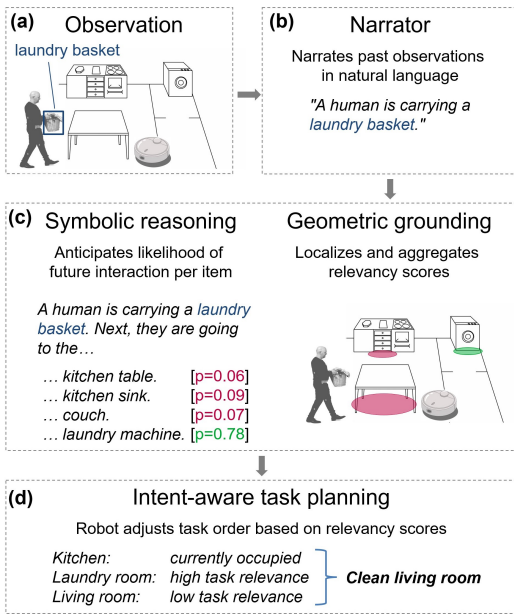 (a) Observation
laundry basket
(b) Narrator
Narrates past observations
in natural language
"A human is carrying a
laundry basket."
(c) Symbolic reasoning
Anticipates likelihood of
future interaction per item
A human is carrying a laundry
basket. Next, they are going
to the…
… kitchen table. [p=0.06]
… kitchen sink. [p=0.09]
… couch. [p=0.07]
… laundry machine. [p=0.78]
Geometric grounding
Localizes and aggregates
relevancy scores
(d) Intent-aware task planning
Robot adjusts task order based on relevancy scores
Kitchen: currently occupied
Laundry room: high task relevance
Living room: low task relevance
Clean living room